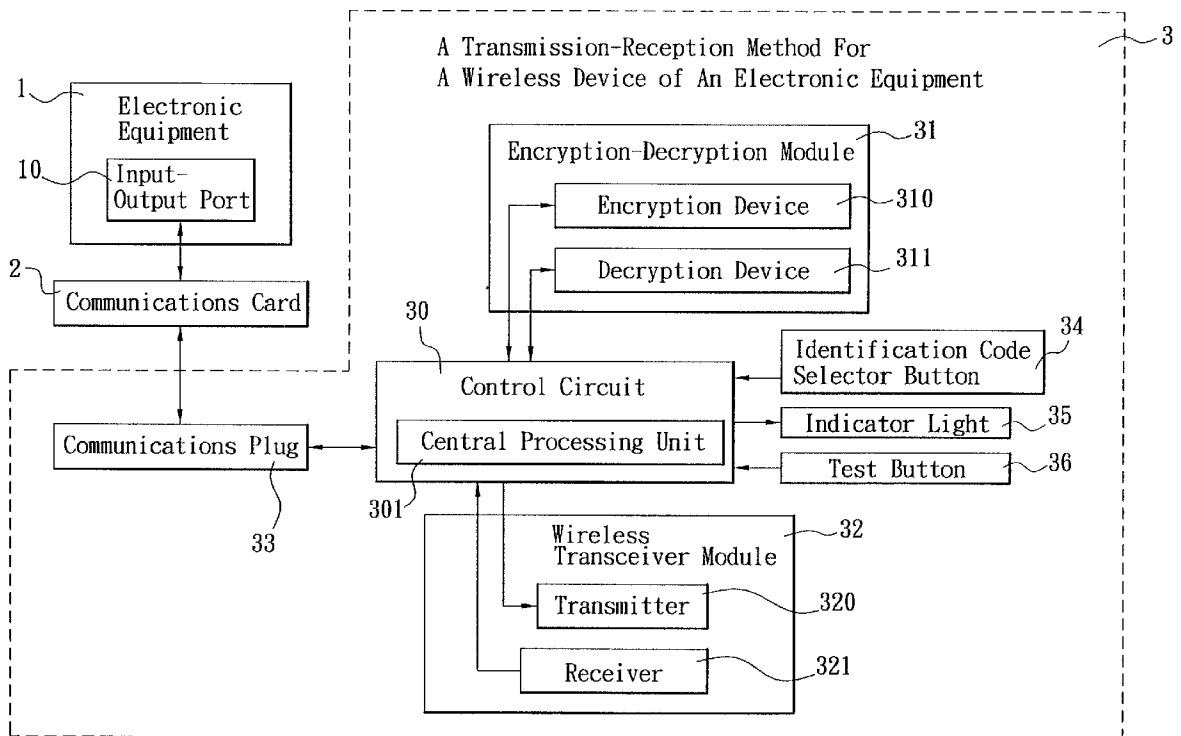 A Transmission-Reception Method For
A Wireless Device of An Electronic Equipment
3
1
Electronic
Equipment
10
Input-
Output Port
2
Communications Card
31
Encryption-Decryption Module
Encryption Device
310
Decryption Device
311
30
Control Circuit
Central Processing Unit
301
Identification Code
Selector Button
34
Indicator Light
35
Test Button
36
Communications Plug
33
Wireless
Transceiver Module
32
Transmitter
320
Receiver
321